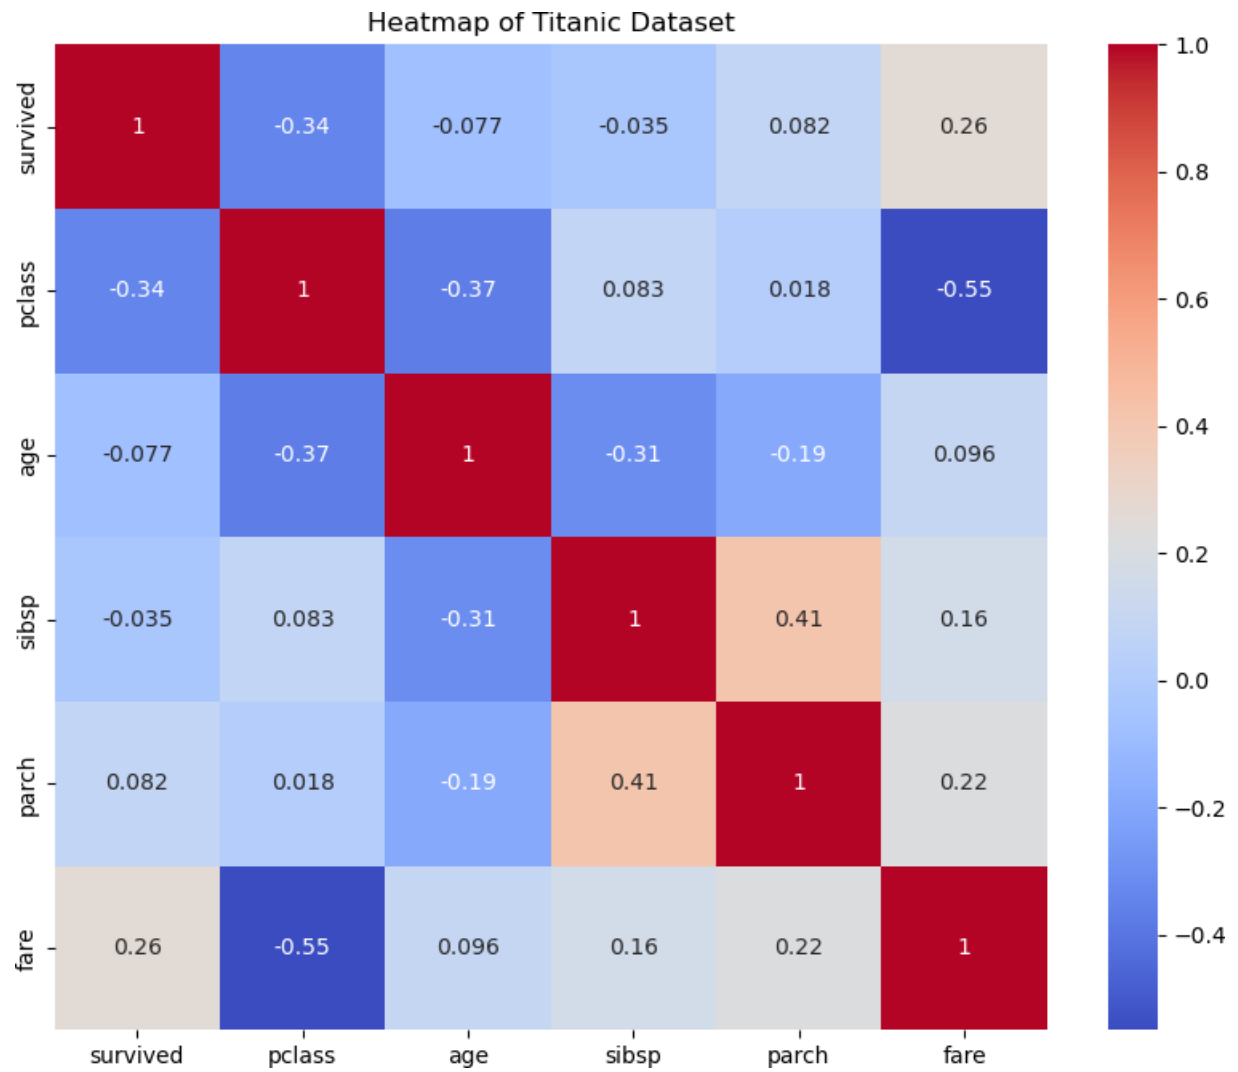 Heatmap of Titanic Dataset
survived 1 -0.34 -0.077 -0.035 0.082 0.26
pclass -0.34 1 -0.37 0.083 0.018 -0.55
age -0.077 -0.37 1 -0.31 -0.19 0.096
sibsp -0.035 0.083 -0.31 1 0.41 0.16
parch 0.082 0.018 -0.19 0.41 1 0.22
fare 0.26 -0.55 0.096 0.16 0.22 1
survived pclass age sibsp parch fare
1.0
0.8
0.6
0.4
0.2
0.0
−0.2
−0.4